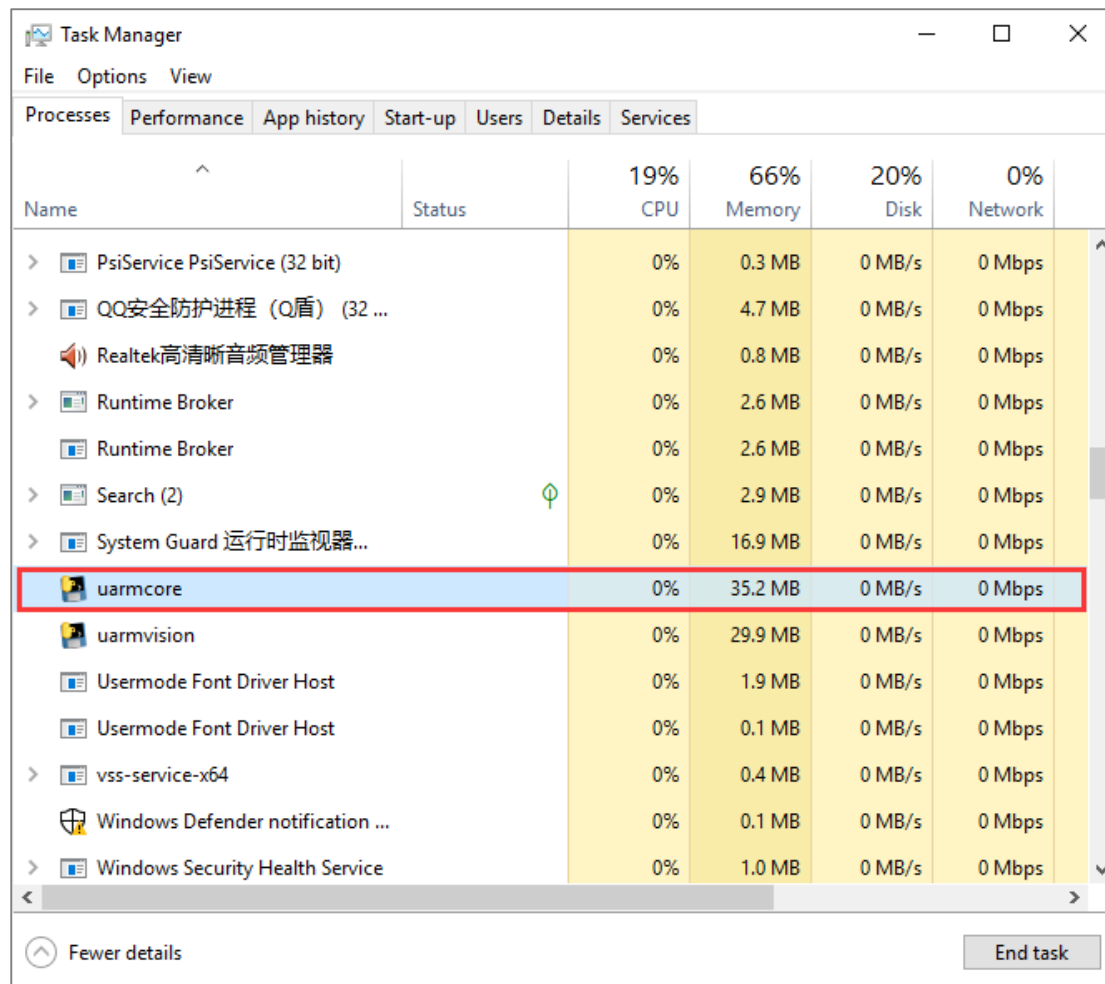 Task Manager
File Options View
Processes Performance App history Start-up Users Details Services
19% 66% 20% 0%
Name Status CPU Memory Disk Network
PsiService PsiService (32 bit) 0% 0.3 MB 0 MB/s 0 Mbps
QQ安全防护进程（Q盾） (32 ... 0% 4.7 MB 0 MB/s 0 Mbps
Realtek高清晰音频管理器 0% 0.8 MB 0 MB/s 0 Mbps
Runtime Broker 0% 2.6 MB 0 MB/s 0 Mbps
Runtime Broker 0% 2.6 MB 0 MB/s 0 Mbps
Search (2) 0% 2.9 MB 0 MB/s 0 Mbps
System Guard 运行时监视器... 0% 16.9 MB 0 MB/s 0 Mbps
uarmcore 0% 35.2 MB 0 MB/s 0 Mbps
uarmvision 0% 29.9 MB 0 MB/s 0 Mbps
Usermode Font Driver Host 0% 1.9 MB 0 MB/s 0 Mbps
Usermode Font Driver Host 0% 0.1 MB 0 MB/s 0 Mbps
vss-service-x64 0% 0.4 MB 0 MB/s 0 Mbps
Windows Defender notification ... 0% 0.1 MB 0 MB/s 0 Mbps
Windows Security Health Service 0% 1.0 MB 0 MB/s 0 Mbps
Fewer details End task